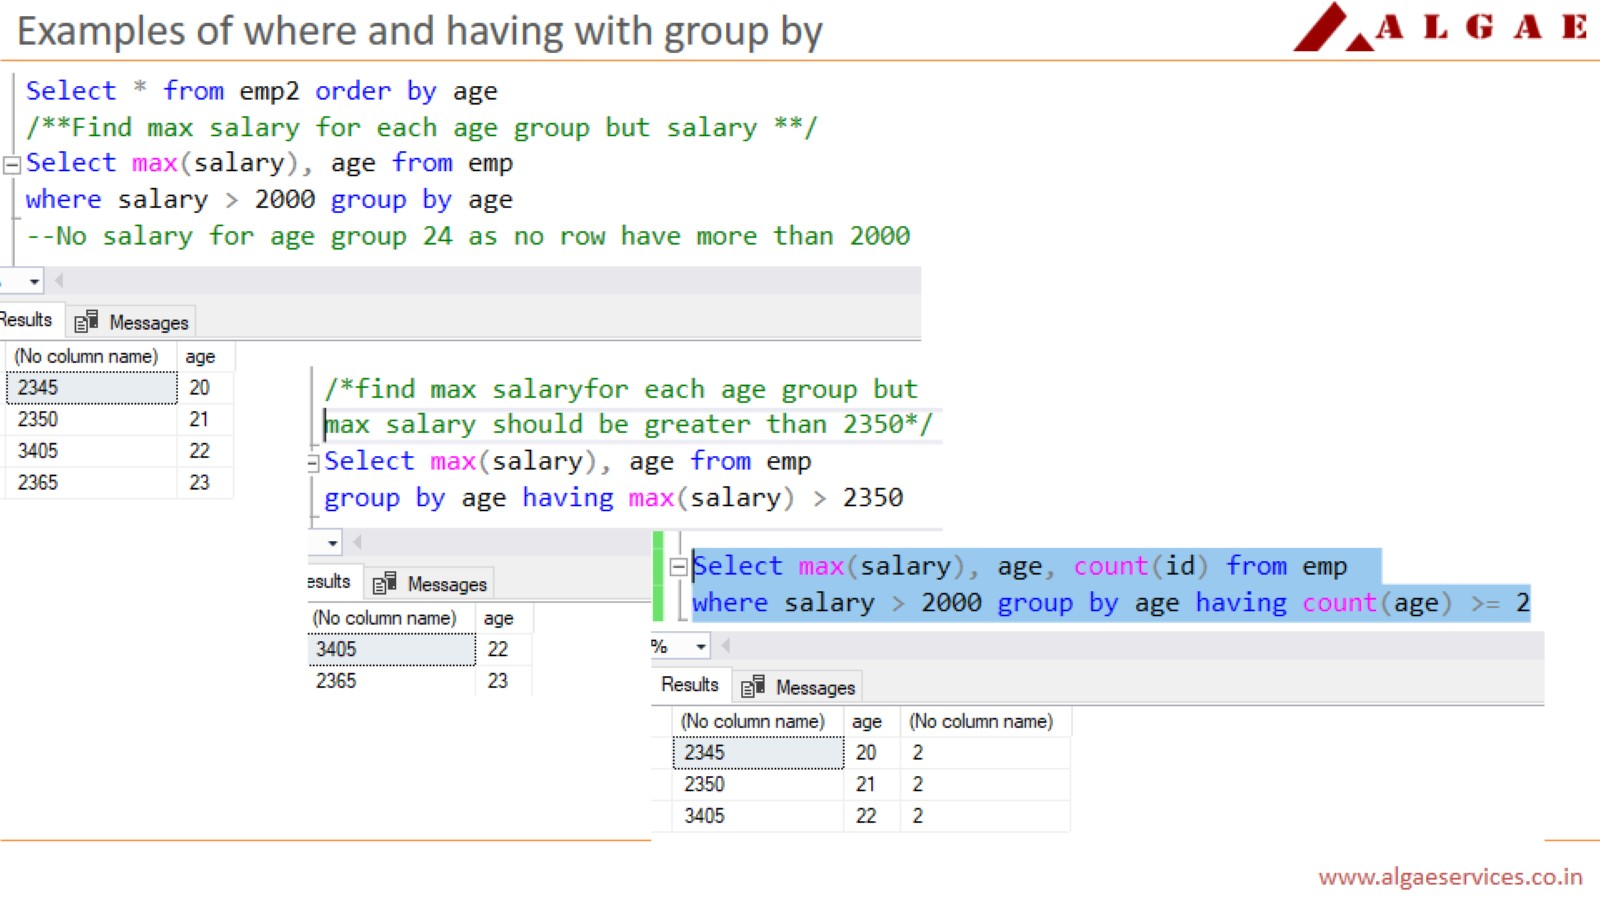 Examples of where and having with group by
ALGAE
Select * from emp2 order by age
/**Find max salary for each age group but salary **/
Select max(salary), age from emp
where salary > 2000 group by age
--No salary for age group 24 as no row have more than 2000
Results Messages
(No column name) age
2345 20
2350 21
3405 22
2365 23
/*find max salaryfor each age group but
max salary should be greater than 2350*/
Select max(salary), age from emp
group by age having max(salary) > 2350
esults Messages
(No column name) age
3405 22
2365 23
Select max(salary), age, count(id) from emp
where salary > 2000 group by age having count(age) >= 2
%
Results Messages
(No column name) age (No column name)
2345 20 2
2350 21 2
3405 22 2
www.algaeservices.co.in